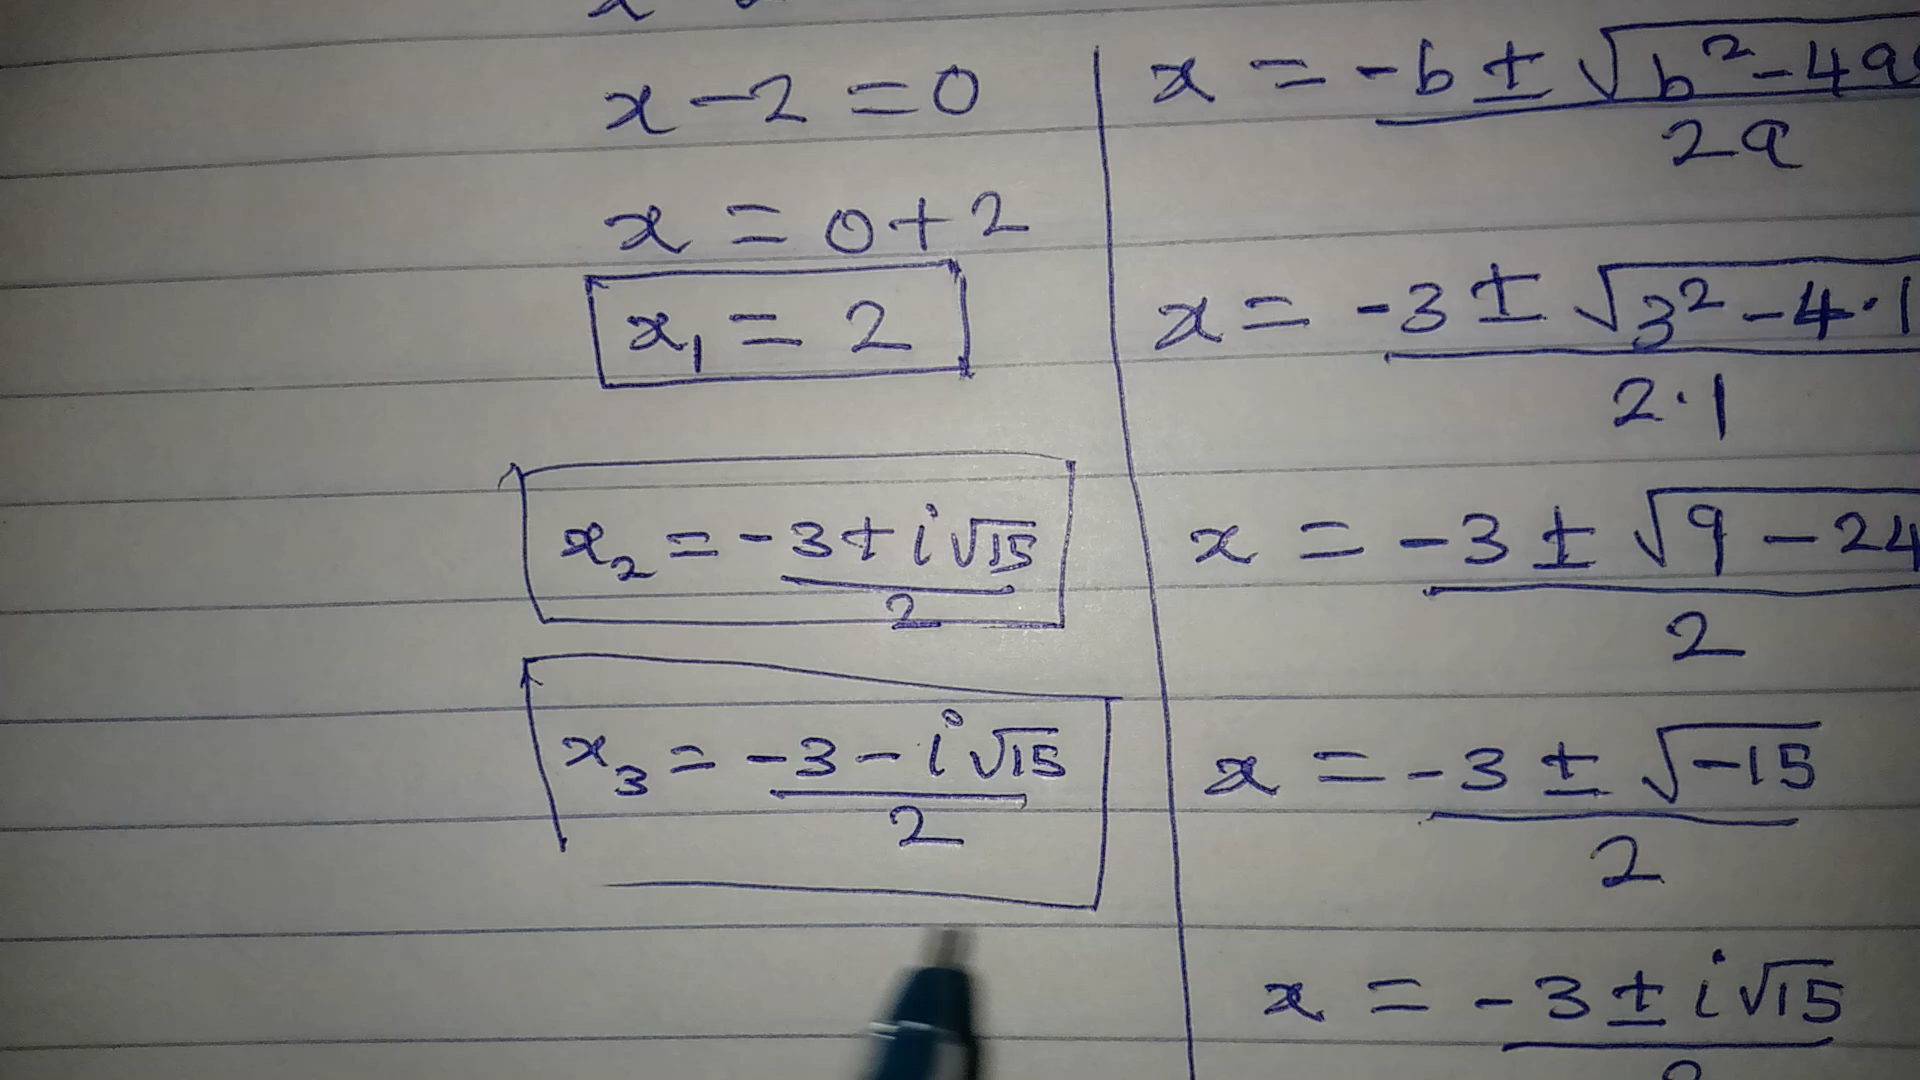 x - 2 = 0
x = 0 + 2
x₁ = 2
x₂ = -3 + i√15
2
x₃ = -3 - i√15
2
x = -b ± √b² - 4a
2a
x = -3 ± √3² - 4·1
2·1
x = -3 ± √9 - 24
2
x = -3 ± √-15
2
x = -3 ± i√15